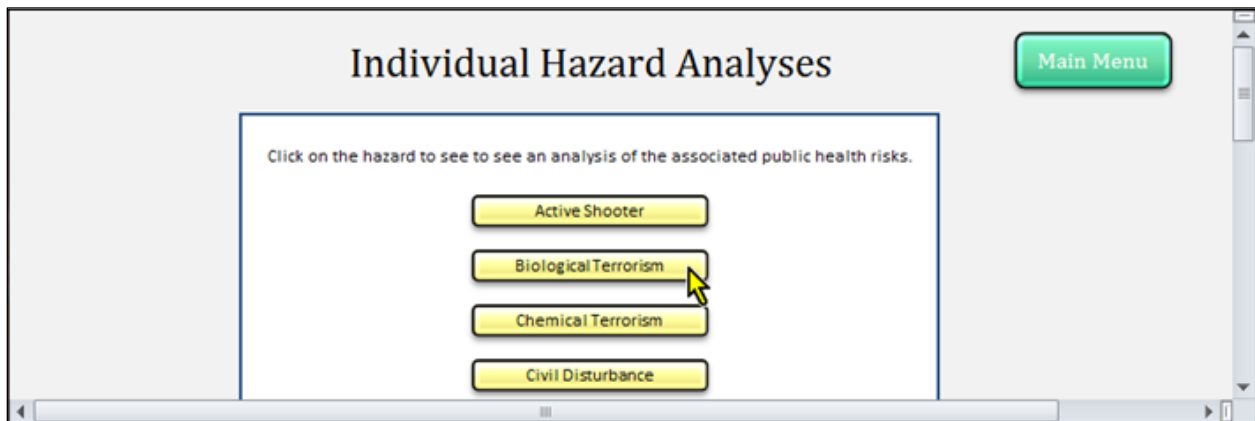 Individual Hazard Analyses
Main Menu
Click on the hazard to see to see an analysis of the associated public health risks.
Active Shooter
Biological Terrorism
Chemical Terrorism
Civil Disturbance